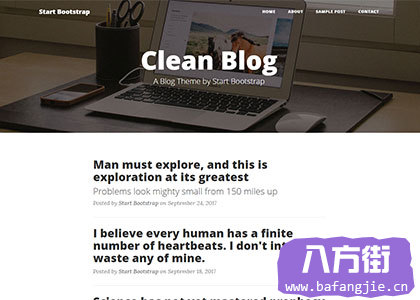 Start Bootstrap
HOME ABOUT SAMPLE POST CONTACT
Clean Blog
A Blog Theme by Start Bootstrap
Man must explore, and this is
exploration at its greatest
Problems look mighty small from 150 miles up
Posted by Start Bootstrap on September 24, 2017
I believe every human has a finite
number of heartbeats. I don't
waste any of mine.
Posted by Start Bootstrap on September 18, 2017
八方街
www.bafangjie.cn